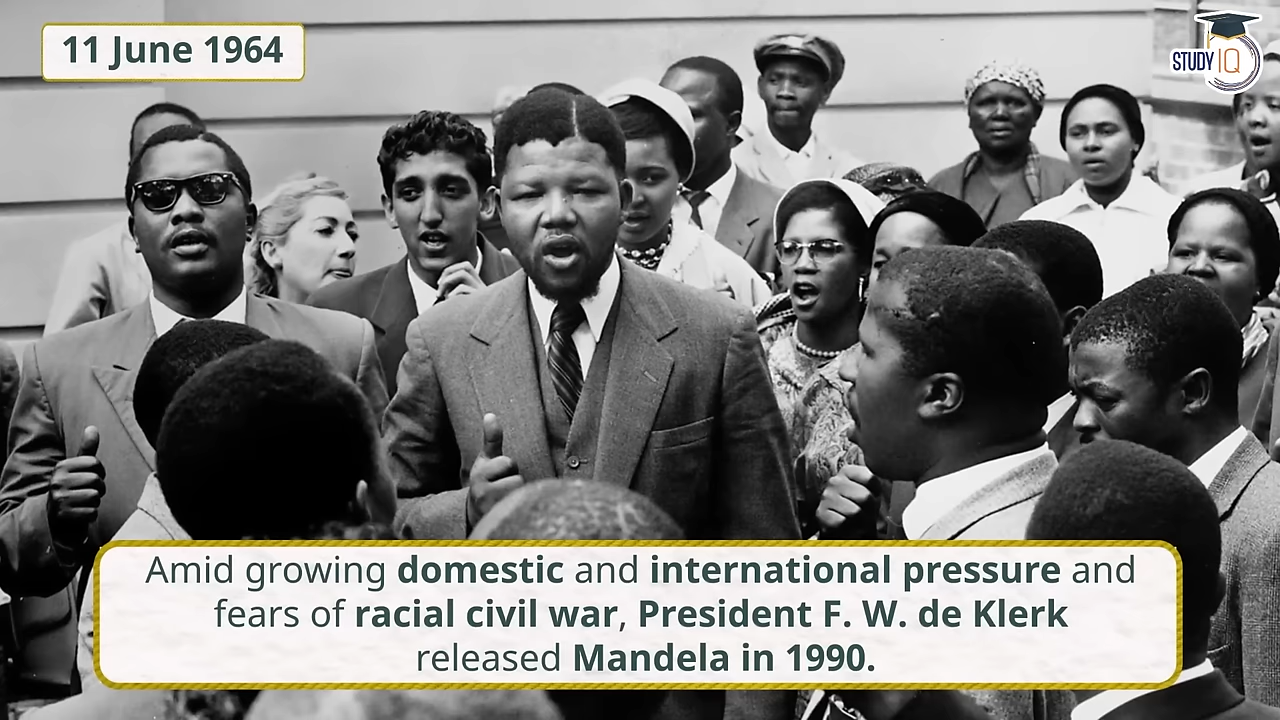 11 June 1964
STUDY IQ
Amid growing domestic and international pressure and
fears of racial civil war, President F. W. de Klerk
released Mandela in 1990.